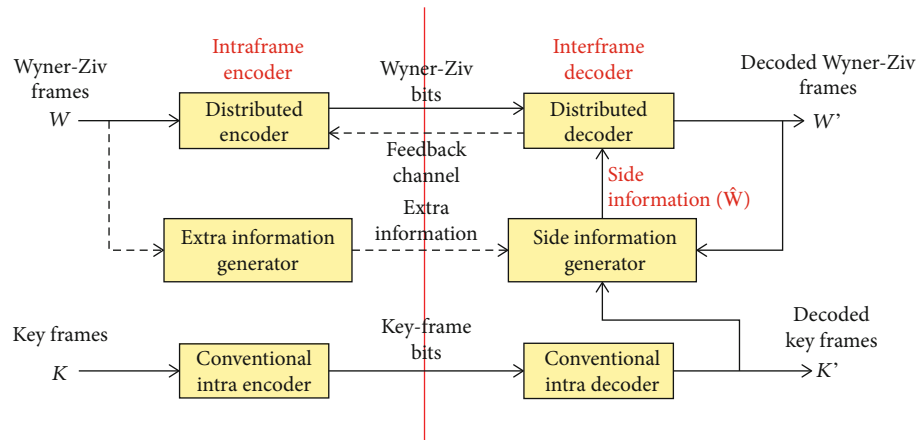 Intraframe
encoder
Interframe
decoder
Wyner-Ziv
frames
W
Distributed
encoder
Wyner-Ziv
bits
Distributed
decoder
Decoded Wyner-Ziv
frames
W'
Feedback
channel
Side
information (Ŵ)
Extra information
generator
Extra
information
Side information
generator
Key frames
K
Conventional
intra encoder
Key-frame
bits
Conventional
intra decoder
Decoded
key frames
K'